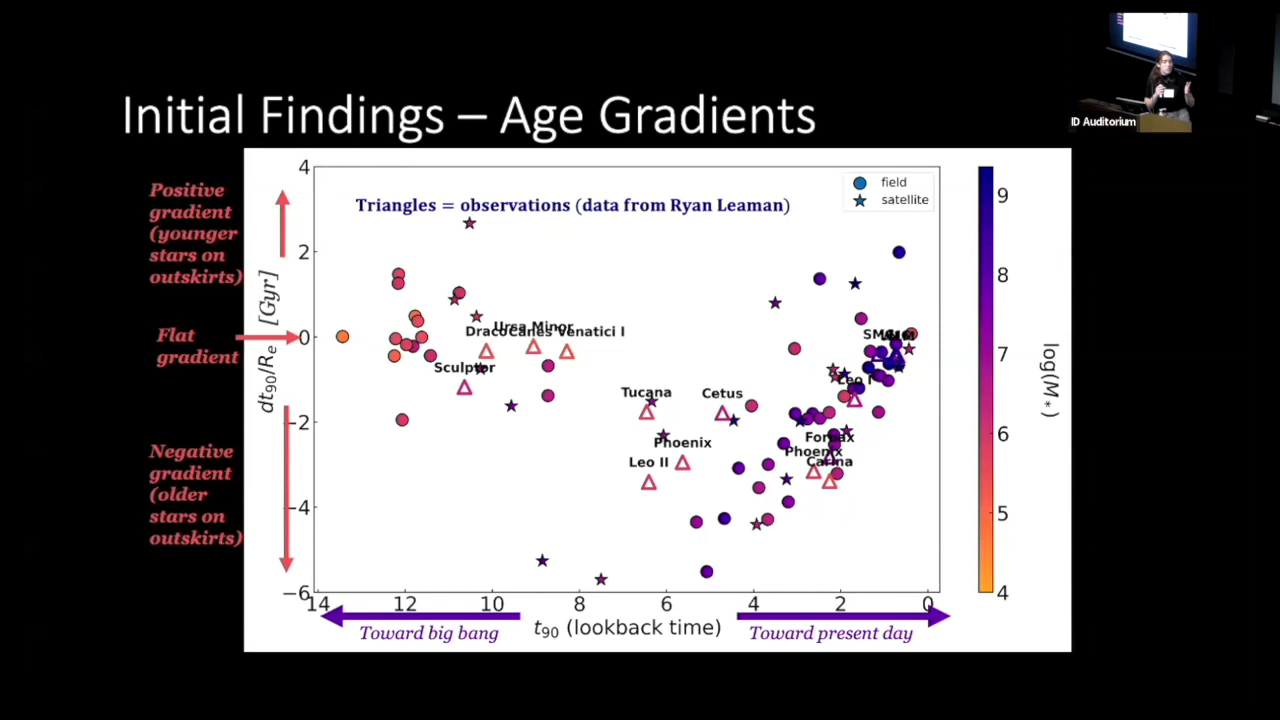 ID Auditorium
Initial Findings – Age Gradients
Positive
gradient
(younger
stars on
outskirts)
Flat
gradient
Negative
gradient
(older
stars on
outskirts)
dt90/Re [Gyr]
4
2
0
−2
−4
−6
Triangles = observations (data from Ryan Leaman)
field
satellite
Ursa Minor
Draco
Canes Venatici I
Sculptor
Tucana
Cetus
Phoenix
Leo II
Leo I
Fornax
Phoenix
Carina
14
12
10
8
6
4
2
0
Toward big bang
t90 (lookback time)
Toward present day
9
8
7
6
5
4
log(M*)